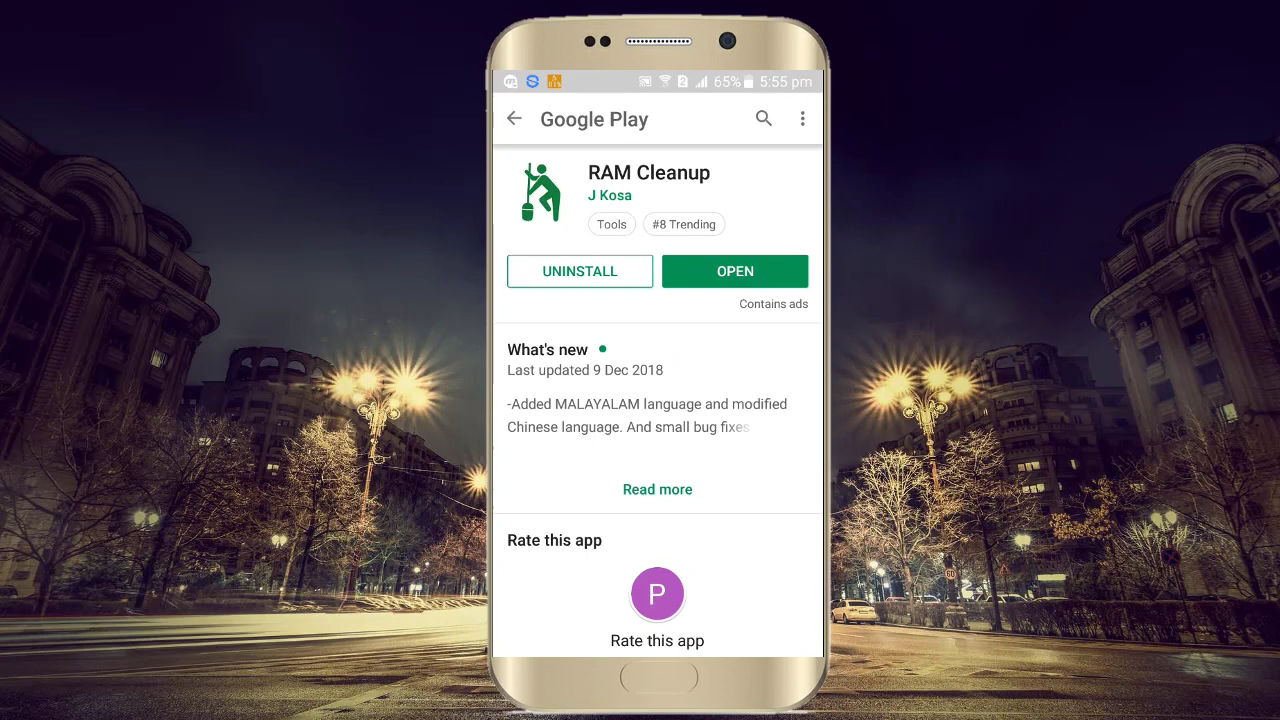 65% 5:55 pm
Google Play
RAM Cleanup
J Kosa
Tools #8 Trending
UNINSTALL OPEN
Contains ads
What's new
Last updated 9 Dec 2018
-Added MALAYALAM language and modified
Chinese language. And small bug fixes
Read more
Rate this app
P
Rate this app